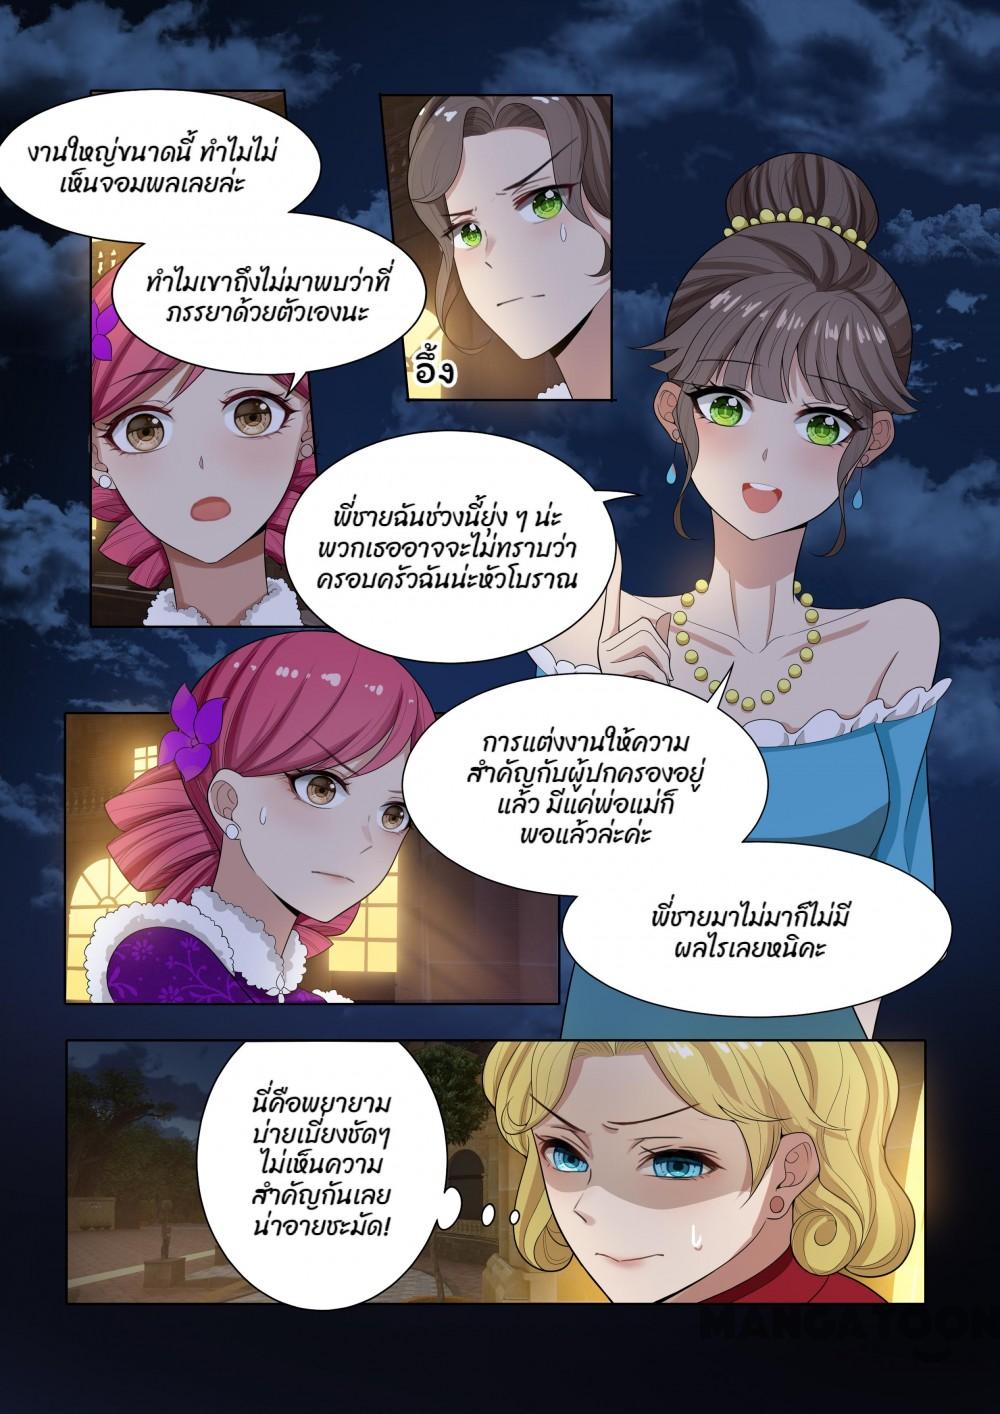 งานใหญ่ขนาดนี้ ทำไมไม่
เห็นจอมพลเลยล่ะ
ทำไมเขาถึงไม่มาพบว่าที่
ภรรยาด้วยตัวเองนะ
อึ้ง
พี่ชายฉันช่วงนี้ยุ่ง ๆ น่ะ
พวกเธออาจจะไม่ทราบว่า
ครอบครัวฉันน่ะหัวโบราณ
การแต่งงานให้ความ
สำคัญกับผู้ปกครองอยู่
แล้ว มีแค่พ่อแม่ก็
พอแล้วล่ะค่ะ
พี่ชายมาไม่มาก็ไม่มี
ผลไรเลยหนิคะ
นี่คือพยายาม
บ่ายเบี่ยงชัดๆ
ไม่เห็นความ
สำคัญกันเลย
น่าอายชะมัด!
MANGATOON